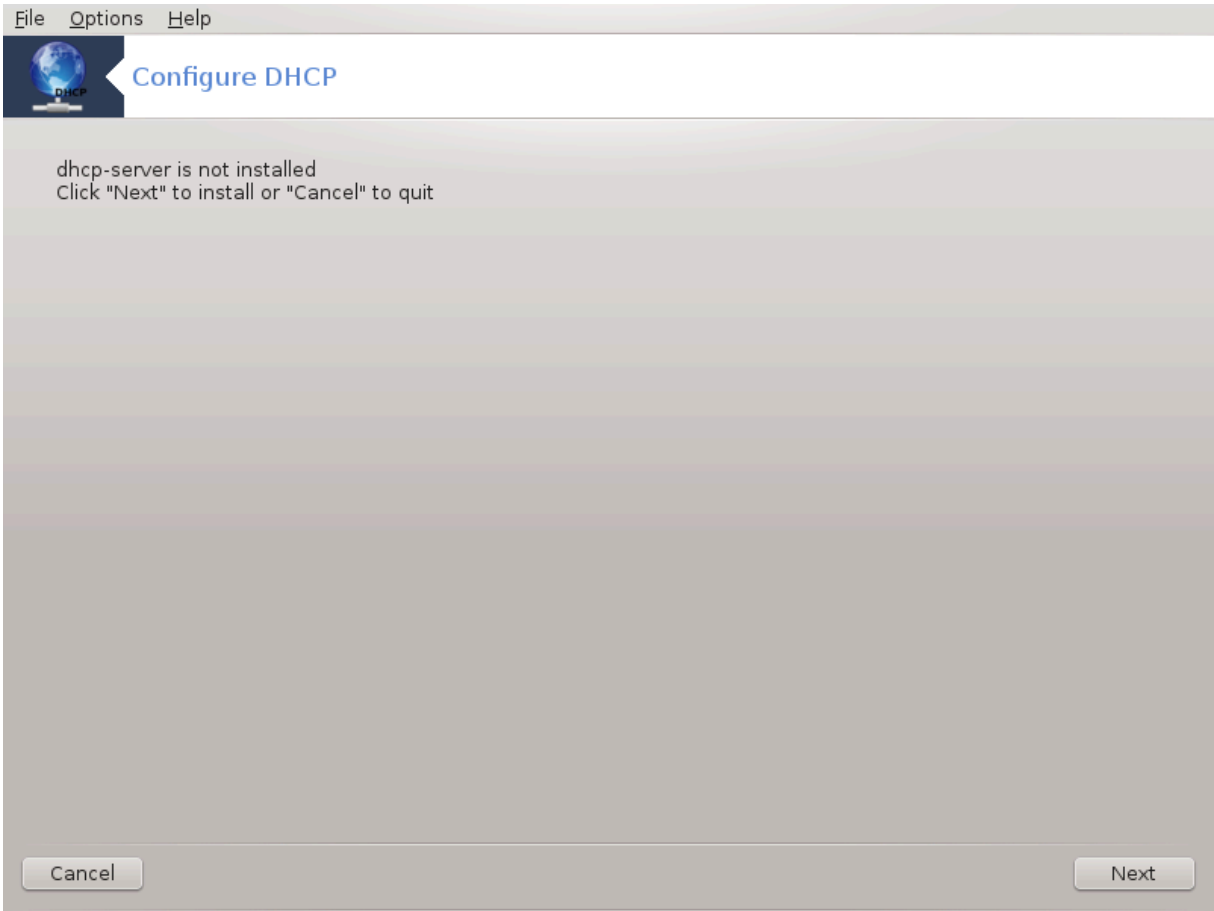 File Options Help
DHCP
Configure DHCP
dhcp-server is not installed
Click "Next" to install or "Cancel" to quit
Cancel Next